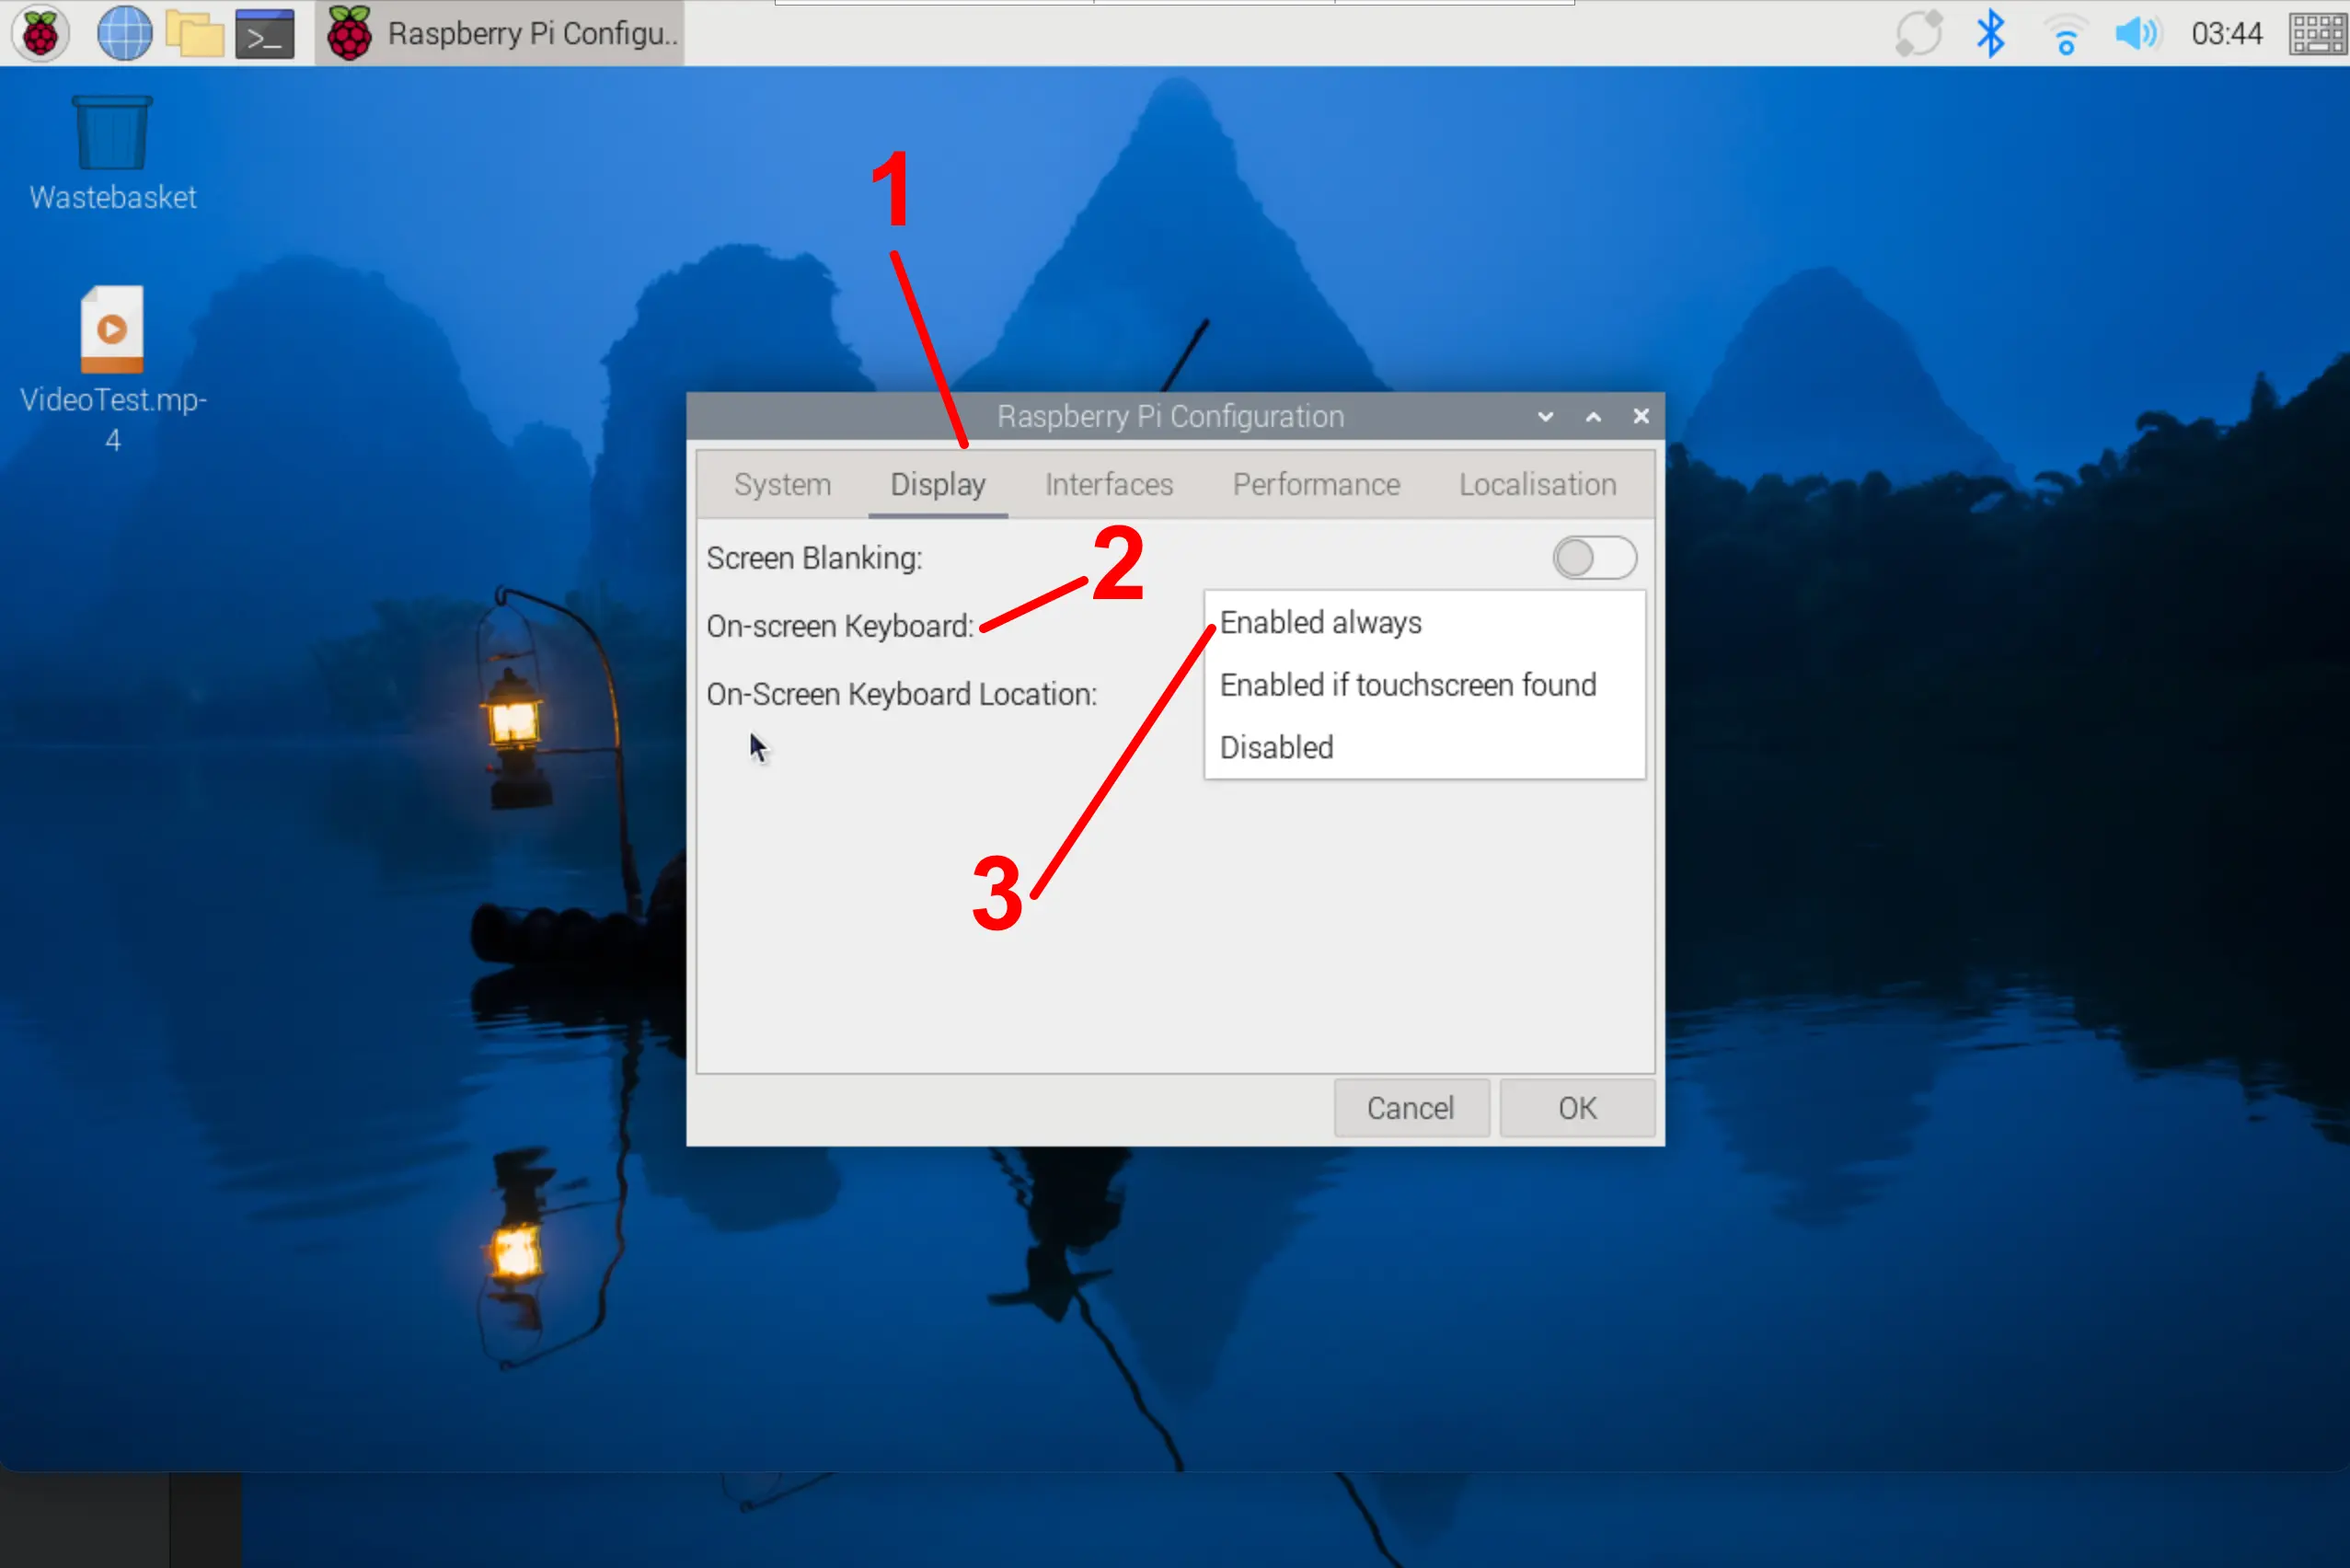 Raspberry Pi Configu..
03:44
Wastebasket
VideoTest.mp-
4
1
Raspberry Pi Configuration
System Display Interfaces Performance Localisation
Screen Blanking:
2
On-screen Keyboard:
Enabled always
Enabled if touchscreen found
On-Screen Keyboard Location:
Disabled
3
Cancel OK